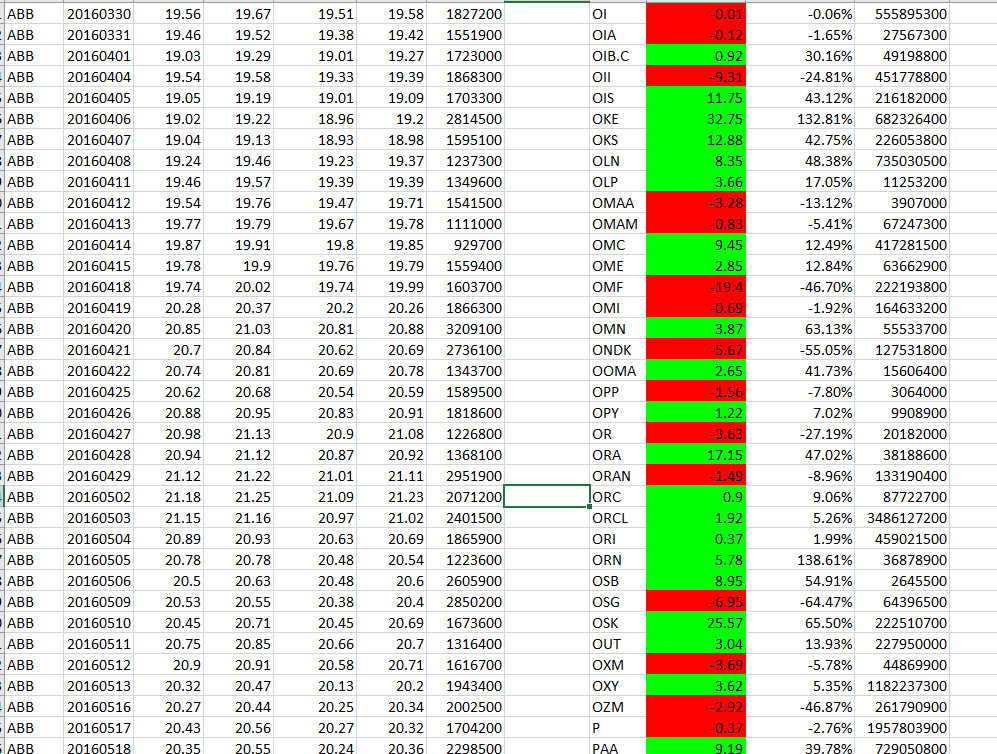 ABB 20160330 19.56 19.67 19.51 19.58 1827200 OI -0.01 -0.06% 555895300
ABB 20160331 19.46 19.52 19.38 19.42 1551900 OIA -0.12 -1.65% 27567300
ABB 20160401 19.03 19.29 19.01 19.27 1723000 OIB.C 0.92 30.16% 49198800
ABB 20160404 19.54 19.58 19.33 19.39 1868300 OII -9.31 -24.81% 451778800
ABB 20160405 19.05 19.19 19.01 19.09 1703300 OIS 11.75 43.12% 216182000
ABB 20160406 19.02 19.22 18.96 19.2 2814500 OKE 32.75 132.81% 682326400
ABB 20160407 19.04 19.13 18.93 18.98 1595100 OKS 12.88 42.75% 226053800
ABB 20160408 19.24 19.46 19.23 19.37 1237300 OLN 8.35 48.38% 735030500
ABB 20160411 19.46 19.57 19.39 19.39 1349600 OLP 3.66 17.05% 11253200
ABB 20160412 19.54 19.76 19.47 19.71 1541500 OMAA -3.28 -13.12% 3907000
ABB 20160413 19.77 19.79 19.67 19.78 1111000 OMAM -0.83 -5.41% 67247300
ABB 20160414 19.87 19.91 19.8 19.85 929700 OMC 9.45 12.49% 417281500
ABB 20160415 19.78 19.9 19.76 19.79 1559400 OME 2.85 12.84% 63662900
ABB 20160418 19.74 20.02 19.74 19.99 1603700 OMF -19.4 -46.70% 222193800
ABB 20160419 20.28 20.37 20.2 20.26 1866300 OMI -0.69 -1.92% 164633200
ABB 20160420 20.85 21.03 20.81 20.88 3209100 OMN 3.87 63.13% 55533700
ABB 20160421 20.7 20.84 20.62 20.69 2736100 ONDK -5.67 -55.05% 127531800
ABB 20160422 20.74 20.81 20.69 20.78 1343700 OOMA 2.65 41.73% 15606400
ABB 20160425 20.62 20.68 20.54 20.59 1589500 OPP -1.56 -7.80% 3064000
ABB 20160426 20.88 20.95 20.83 20.91 1818600 OPY 1.22 7.02% 9908900
ABB 20160427 20.98 21.13 20.9 21.08 1226800 OR -3.63 -27.19% 20182000
ABB 20160428 20.94 21.12 20.87 20.92 1368100 ORA 17.15 47.02% 38188600
ABB 20160429 21.12 21.22 21.01 21.11 2951900 ORAN -1.49 -8.96% 133190400
ABB 20160502 21.18 21.25 21.09 21.23 2071200 ORC 0.9 9.06% 87722700
ABB 20160503 21.15 21.16 20.97 21.02 2401500 ORCL 1.92 5.26% 3486127200
ABB 20160504 20.89 20.93 20.63 20.69 1865900 ORI 0.37 1.99% 459021500
ABB 20160505 20.78 20.78 20.48 20.54 1223600 ORN 5.78 138.61% 36878900
ABB 20160506 20.5 20.63 20.48 20.6 2605900 OSB 8.95 54.91% 2645500
ABB 20160509 20.53 20.55 20.38 20.4 2850200 OSG -6.95 -64.47% 64396500
ABB 20160510 20.45 20.71 20.45 20.69 1673600 OSK 25.57 65.50% 222510700
ABB 20160511 20.75 20.85 20.66 20.7 1316400 OUT 3.04 13.93% 227950000
ABB 20160512 20.9 20.91 20.58 20.71 1616700 OXM -3.69 -5.78% 44869900
ABB 20160513 20.32 20.47 20.13 20.2 1943400 OXY 3.62 5.35% 1182237300
ABB 20160516 20.27 20.44 20.25 20.34 2002500 OZM -2.92 -46.87% 261790900
ABB 20160517 20.43 20.56 20.27 20.32 1704200 P -0.37 -2.76% 1957803900
ABB 20160518 20.35 20.55 20.24 20.36 2298500 PAA 9.19 39.78% 729050800